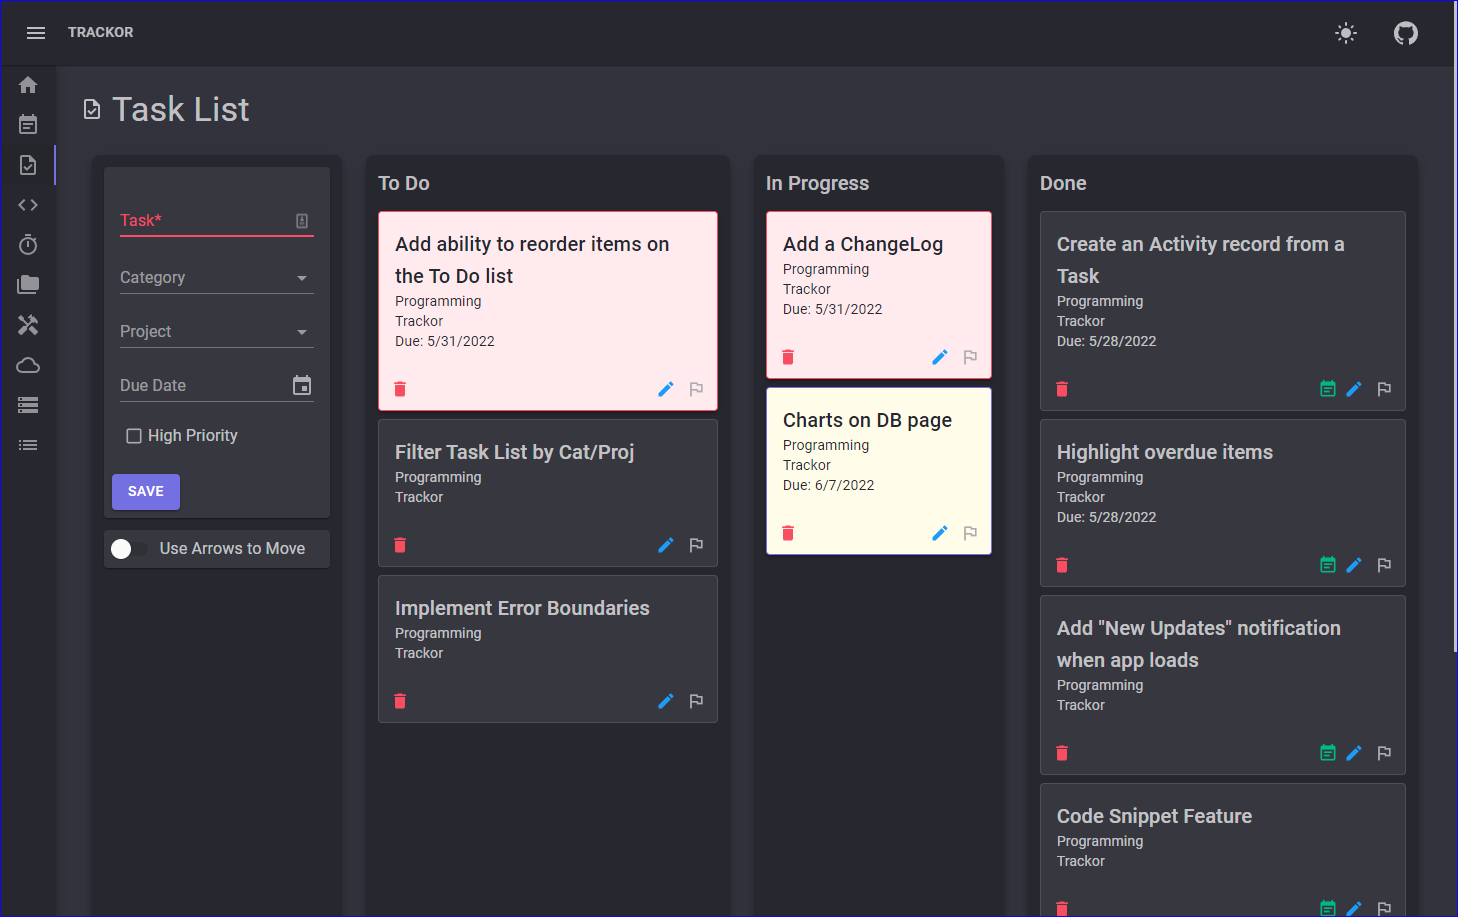 TRACKOR
Task List
Task*
Category
Project
Due Date
High Priority
SAVE
Use Arrows to Move
To Do
Add ability to reorder items on
the To Do list
Programming
Trackor
Due: 5/31/2022
Filter Task List by Cat/Proj
Programming
Trackor
Implement Error Boundaries
Programming
Trackor
In Progress
Add a ChangeLog
Programming
Trackor
Due: 5/31/2022
Charts on DB page
Programming
Trackor
Due: 6/7/2022
Done
Create an Activity record from a
Task
Programming
Trackor
Due: 5/28/2022
Highlight overdue items
Programming
Trackor
Due: 5/28/2022
Add "New Updates" notification
when app loads
Programming
Trackor
Code Snippet Feature
Programming
Trackor